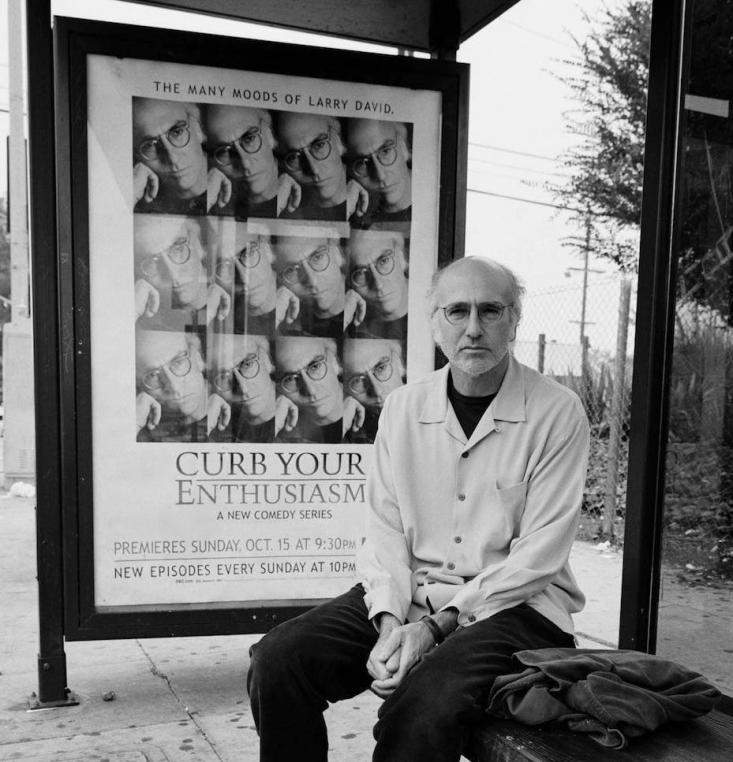 THE MANY MOODS OF LARRY DAVID.
CURB YOUR
ENTHUSIASM
A NEW COMEDY SERIES
PREMIERES SUNDAY, OCT. 15 AT 9:30PM
NEW EPISODES EVERY SUNDAY AT 10PM